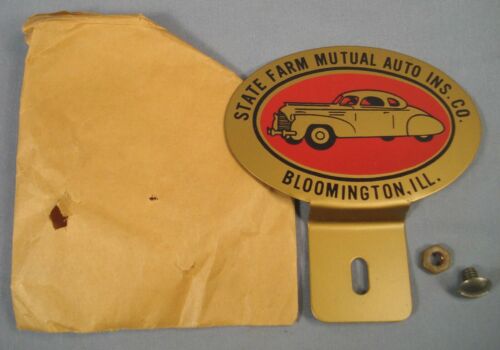 STATE FARM MUTUAL AUTO INS. CO.
BLOOMINGTON, ILL.